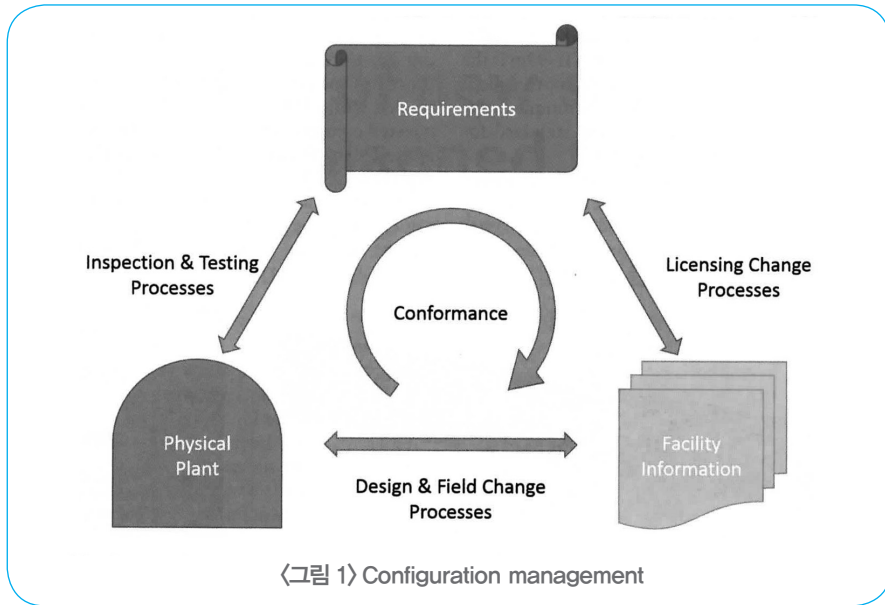 Requirements
Inspection & Testing
Processes
Licensing Change
Processes
Conformance
Physical
Plant
Facility
Information
Design & Field Change
Processes
〈그림 1〉 Configuration management